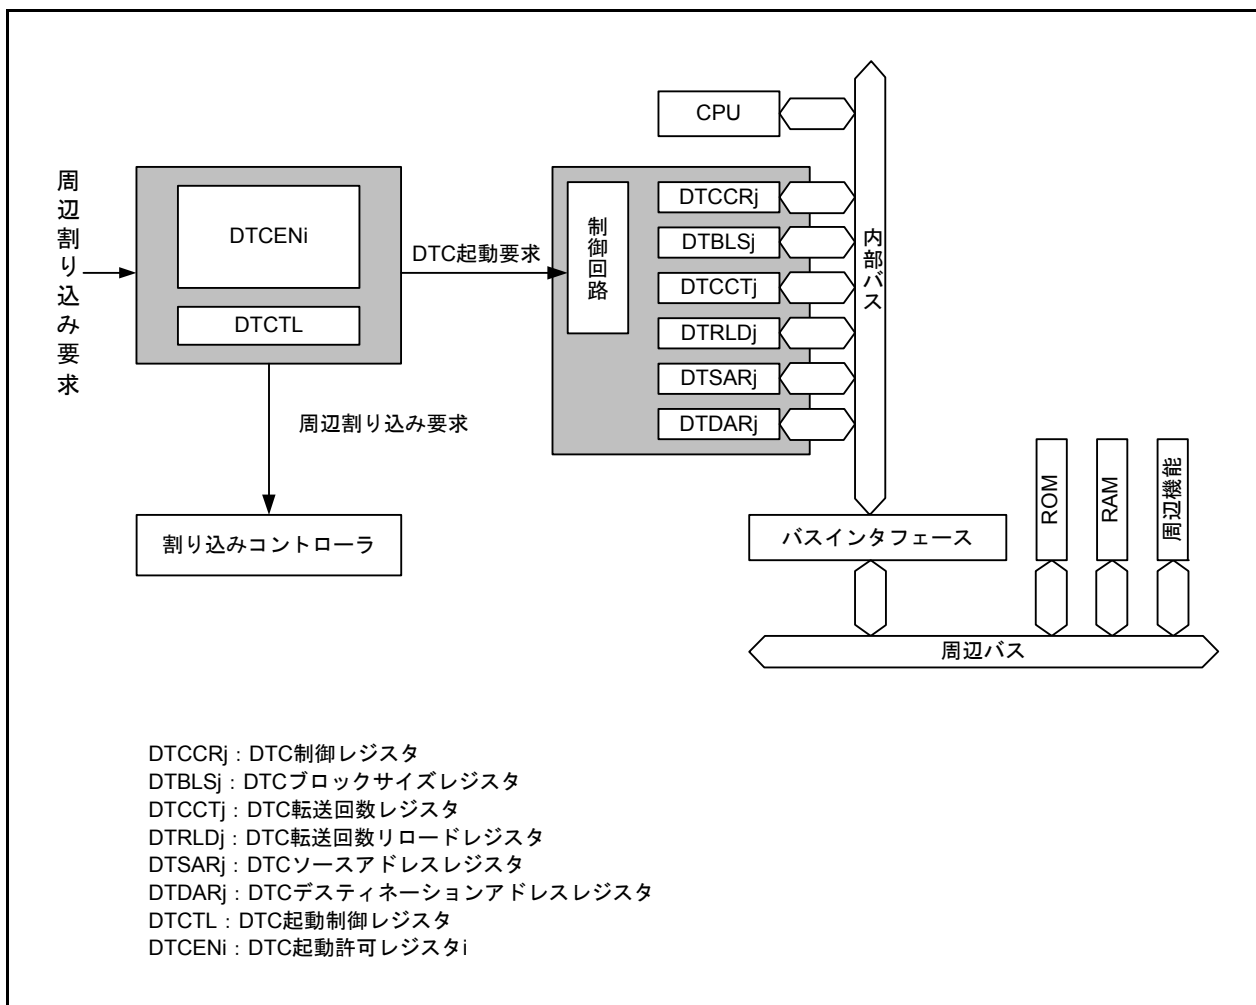 周辺割り込み要求
DTCENi
DTCTL
DTC起動要求
周辺割り込み要求
割り込みコントローラ
CPU
制御回路
DTCCRj
DTBLSj
DTCCTj
DTRLDj
DTSARj
DTDARj
内部バス
バスインタフェース
ROM
RAM
周辺機能
周辺バス
DTCCRj：DTC制御レジスタ
DTBLSj：DTCブロックサイズレジスタ
DTCCTj：DTC転送回数レジスタ
DTRLDj：DTC転送回数リロードレジスタ
DTSARj：DTCソースアドレスレジスタ
DTDARj：DTCデスティネーションアドレスレジスタ
DTCTL：DTC起動制御レジスタ
DTCENi：DTC起動許可レジスタi